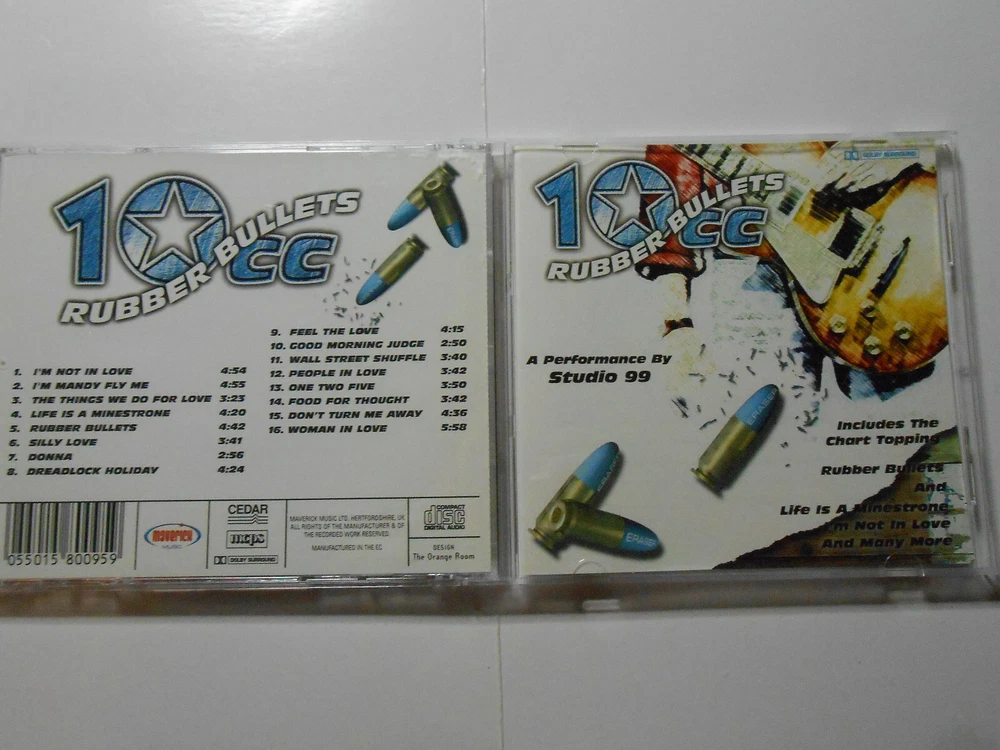 10cc
RUBBER BULLETS
1. I'M NOT IN LOVE 4:54
2. I'M MANDY FLY ME 4:55
3. THE THINGS WE DO FOR LOVE 3:23
4. LIFE IS A MINESTRONE 4:20
5. RUBBER BULLETS 4:42
6. SILLY LOVE 3:41
7. DONNA 2:56
8. DREADLOCK HOLIDAY 4:24
9. FEEL THE LOVE 4:15
10. GOOD MORNING JUDGE 2:50
11. WALL STREET SHUFFLE 3:40
12. PEOPLE IN LOVE 3:42
13. ONE TWO FIVE 3:50
14. FOOD FOR THOUGHT 3:42
15. DON'T TURN ME AWAY 4:36
16. WOMAN IN LOVE 5:58
055015 800959
maverick
MUSIC
CEDAR
mcps
DOLBY SURROUND
MAVERICK MUSIC LTD, HERTFORDSHIRE, UK
ALL RIGHTS OF THE MANUFACTURER & OF
THE RECORDED WORK RESERVED.
MANUFACTURED IN THE EC
COMPACT
disc
DIGITAL AUDIO
DESIGN
The Orange Room
DOLBY SURROUND
10cc
RUBBER BULLETS
A Performance By
Studio 99
ERASER
ERASER
Includes The
Chart Topping
Rubber Bullets
And
Life Is A Minestrone
I'm Not In Love
And Many More